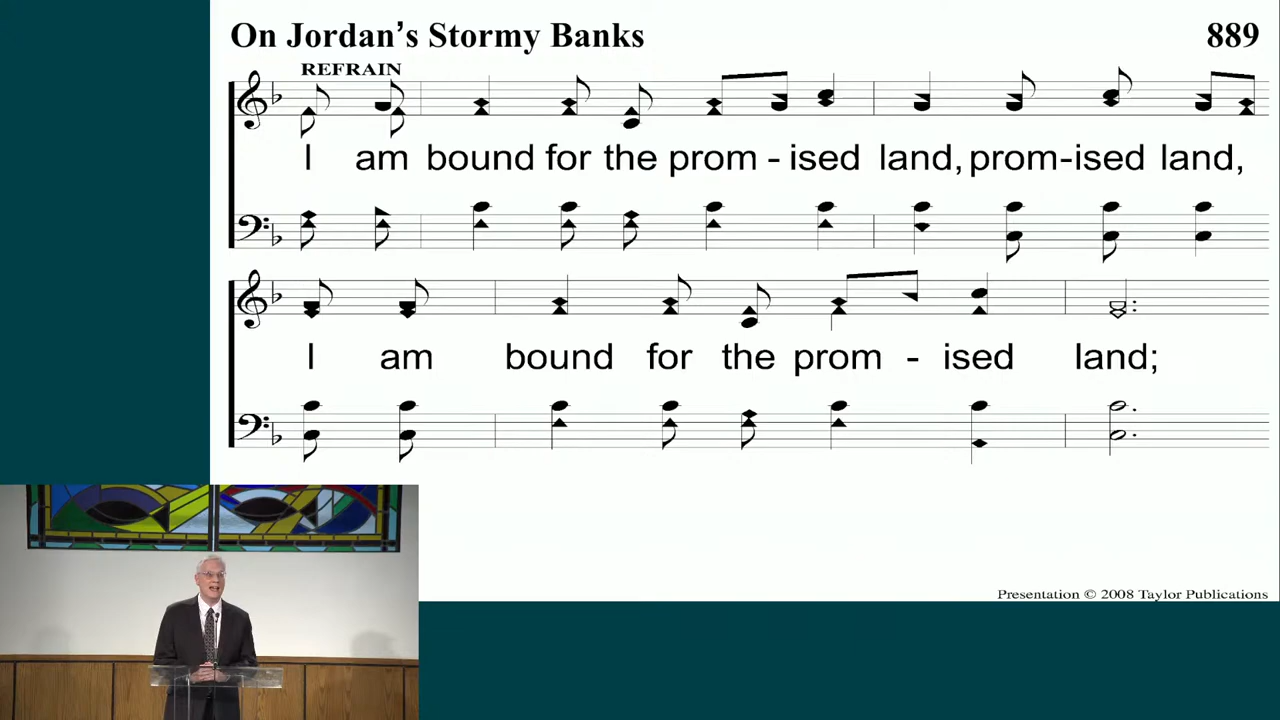 On Jordan’s Stormy Banks 889
REFRAIN
I am bound for the prom - ised land, prom-ised land,
I am bound for the prom - ised land;
Presentation © 2008 Taylor Publications